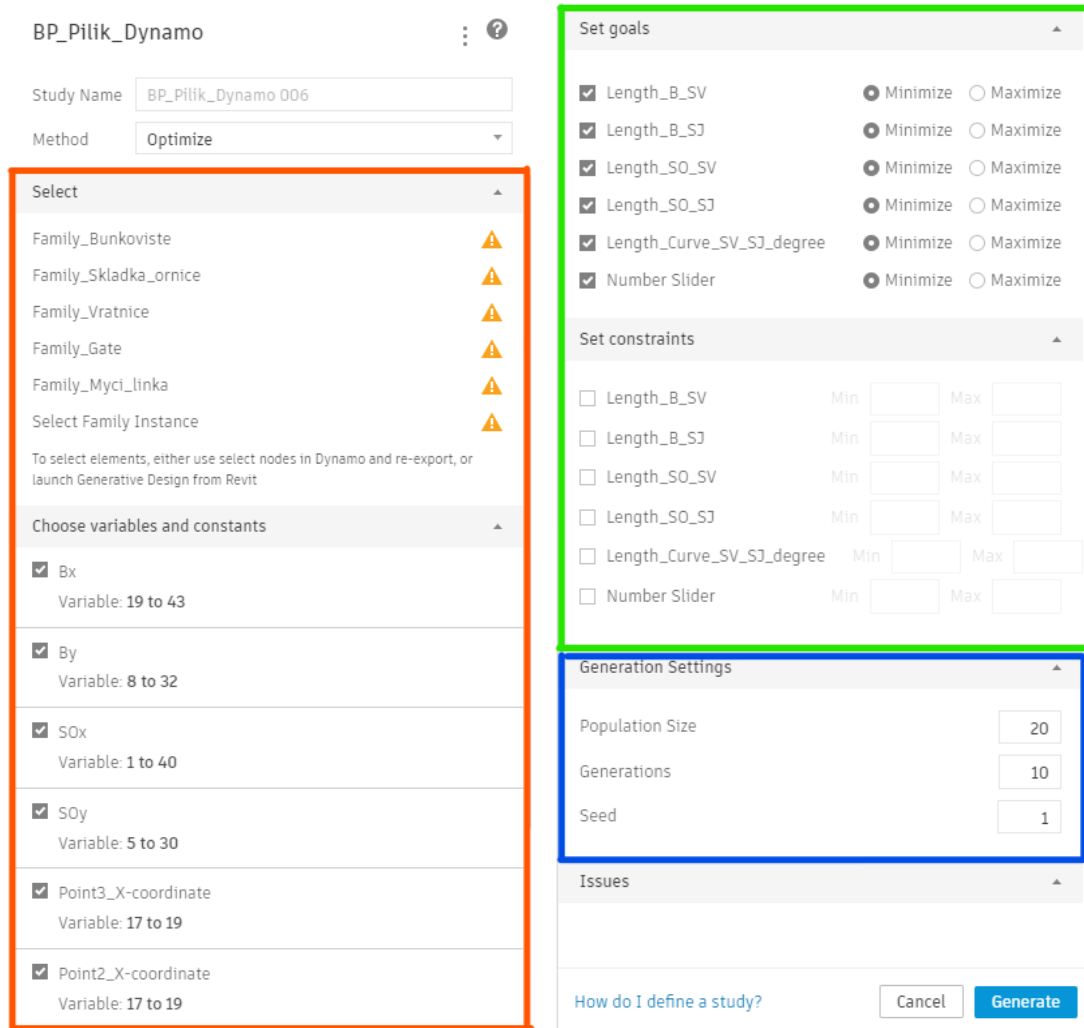 BP_Pilik_Dynamo
Study Name BP_Pilik_Dynamo 006
Method Optimize
Select
Family_Bunkoviste
Family_Skladka_ornice
Family_Vratnice
Family_Gate
Family_Myci_linka
Select Family Instance
To select elements, either use select nodes in Dynamo and re-export, or
launch Generative Design from Revit
Choose variables and constants
Bx
Variable: 19 to 43
By
Variable: 8 to 32
SOx
Variable: 1 to 40
SOy
Variable: 5 to 30
Point3_X-coordinate
Variable: 17 to 19
Point2_X-coordinate
Variable: 17 to 19
Set goals
Length_B_SV Minimize Maximize
Length_B_SJ Minimize Maximize
Length_SO_SV Minimize Maximize
Length_SO_SJ Minimize Maximize
Length_Curve_SV_SJ_degree Minimize Maximize
Number Slider Minimize Maximize
Set constraints
Length_B_SV Min Max
Length_B_SJ Min Max
Length_SO_SV Min Max
Length_SO_SJ Min Max
Length_Curve_SV_SJ_degree Min Max
Number Slider Min Max
Generation Settings
Population Size 20
Generations 10
Seed 1
Issues
How do I define a study? Cancel Generate